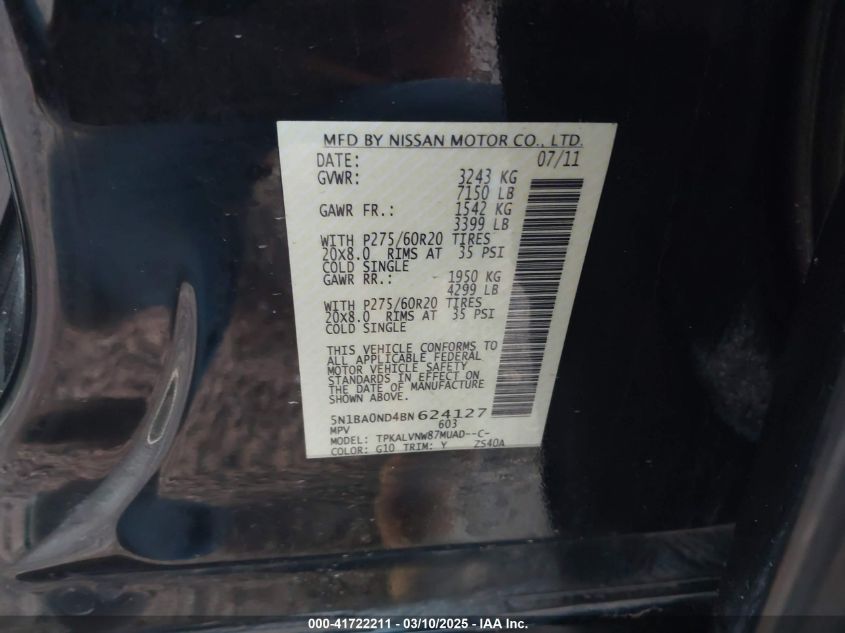 MFD BY NISSAN MOTOR CO., LTD.
DATE: 07/11
GVWR: 3243 KG
7150 LB
GAWR FR.: 1542 KG
3399 LB
WITH P275/60R20 TIRES
20x8.0 RIMS AT 35 PSI
COLD SINGLE
GAWR RR.: 1950 KG
4299 LB
WITH P275/60R20 TIRES
20x8.0 RIMS AT 35 PSI
COLD SINGLE
THIS VEHICLE CONFORMS TO
ALL APPLICABLE FEDERAL
MOTOR VEHICLE SAFETY
STANDARDS IN EFFECT ON
THE DATE OF MANUFACTURE
SHOWN ABOVE.
5N1BA0ND4BN624127
MPV 603
MODEL: TPKALVNW87MUAD--C-
COLOR: G10 TRIM: Y ZS40A
000-41722211 - 03/10/2025 - IAA Inc.